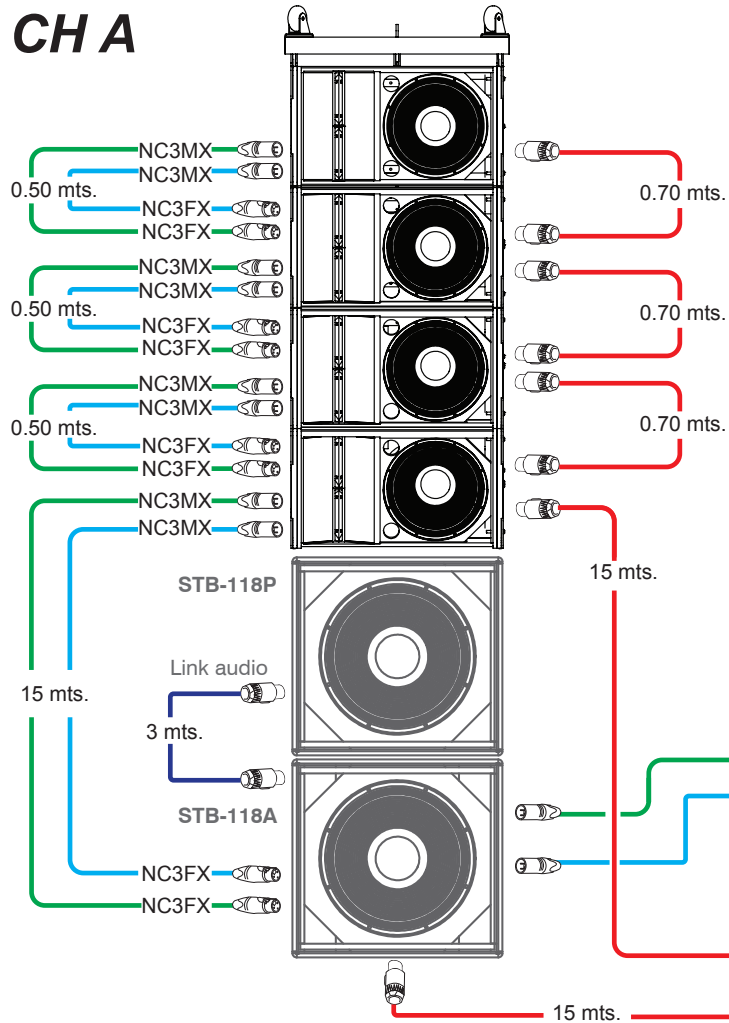 CH A
NC3MX
NC3MX
0.50 mts.
NC3FX
NC3FX
0.70 mts.
NC3MX
NC3MX
0.50 mts.
NC3FX
NC3FX
0.70 mts.
NC3MX
NC3MX
0.50 mts.
NC3FX
NC3FX
0.70 mts.
NC3MX
NC3MX
15 mts.
STB-118P
Link audio
15 mts.
3 mts.
STB-118A
NC3FX
NC3FX
15 mts.